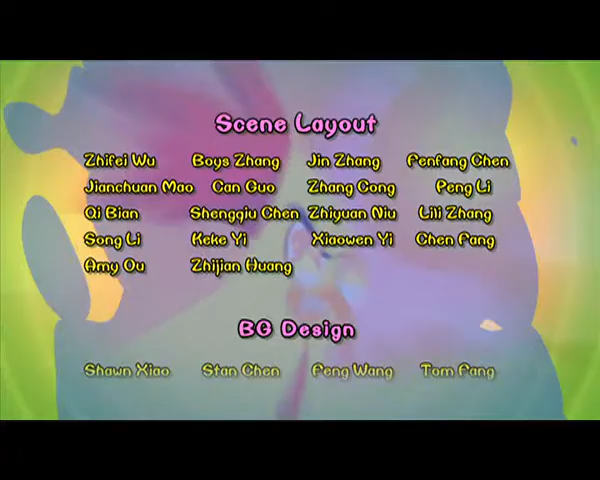 Scene Layout
Zhifei Wu Boys Zhang Jin Zhang Fenfang Chen
Jianchuan Mao Can Guo Zhang Cong Peng Li
Qi Bian Shengqiu Chen Zhiyuan Niu Lili Zhang
Song Li Keke Yi Xiaowen Yi Chen Fang
Amy Ou Zhijian Huang
BG Design
Shawn Xiao Stan Chen Feng Wang Tom Fang